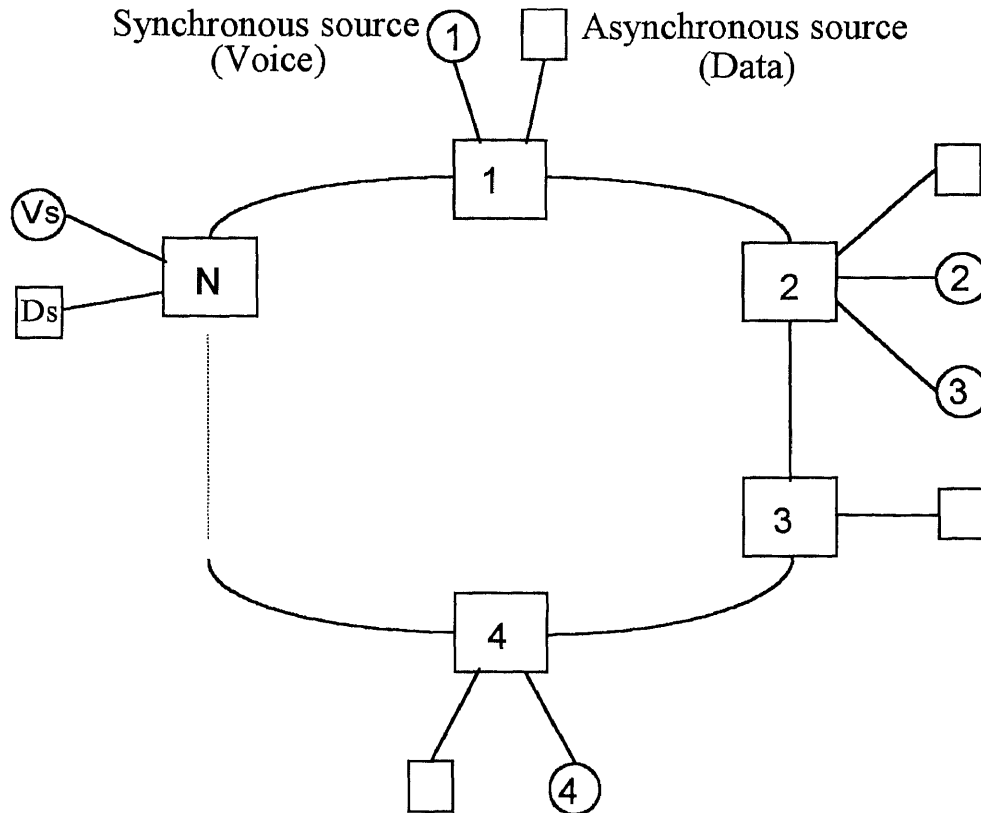 Synchronous source
(Voice)
1
Asynchronous source
(Data)
1
Vs
N
Ds
2
2
3
3
4
4